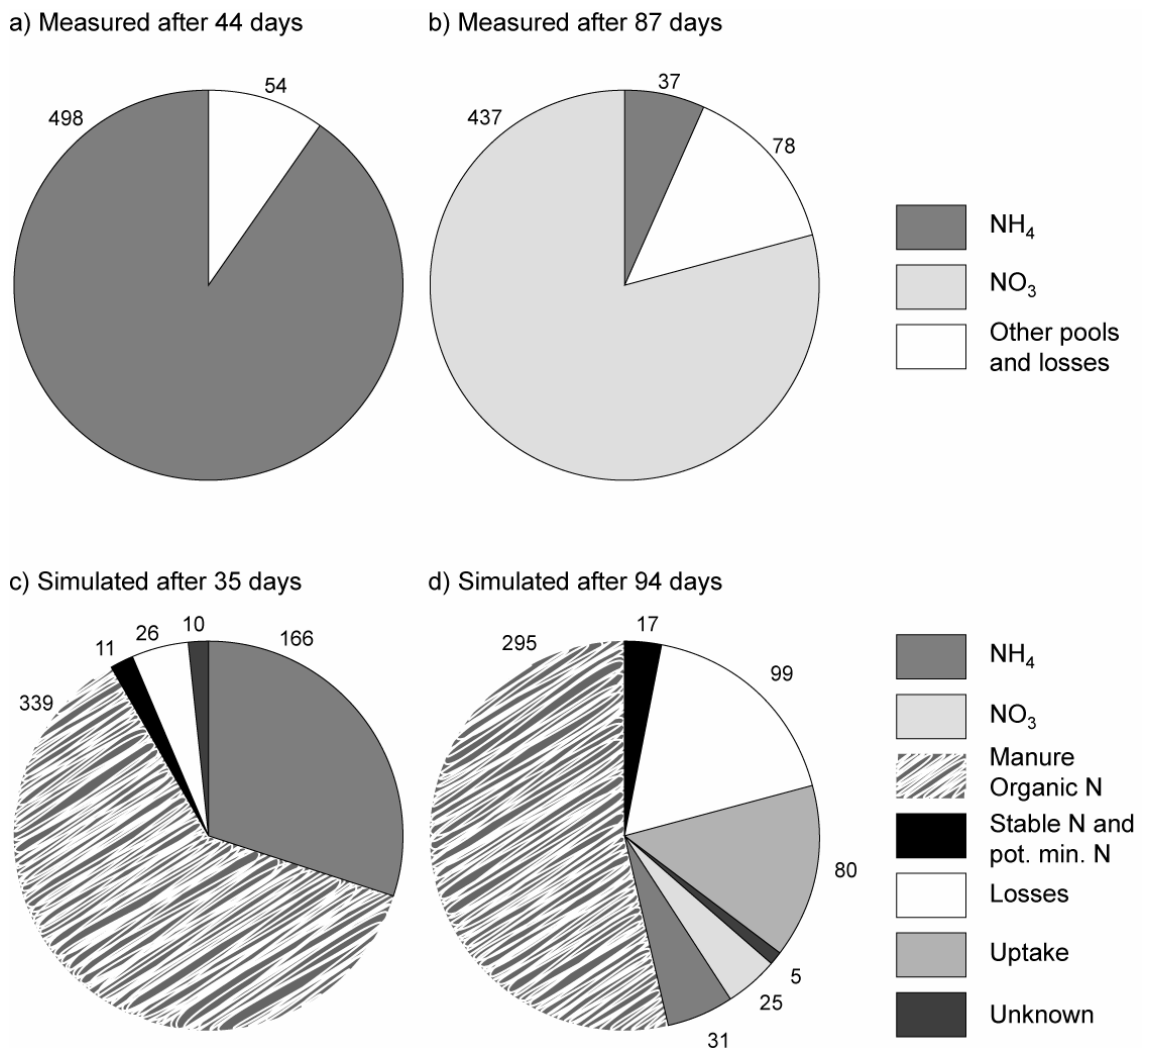 a) Measured after 44 days
b) Measured after 87 days
54
498
37
437
78
NH₄
NO₃
Other pools
and losses
c) Simulated after 35 days
d) Simulated after 94 days
10
166
26
11
339
17
295
99
80
5
25
31
NH₄
NO₃
Manure
Organic N
Stable N and
pot. min. N
Losses
Uptake
Unknown